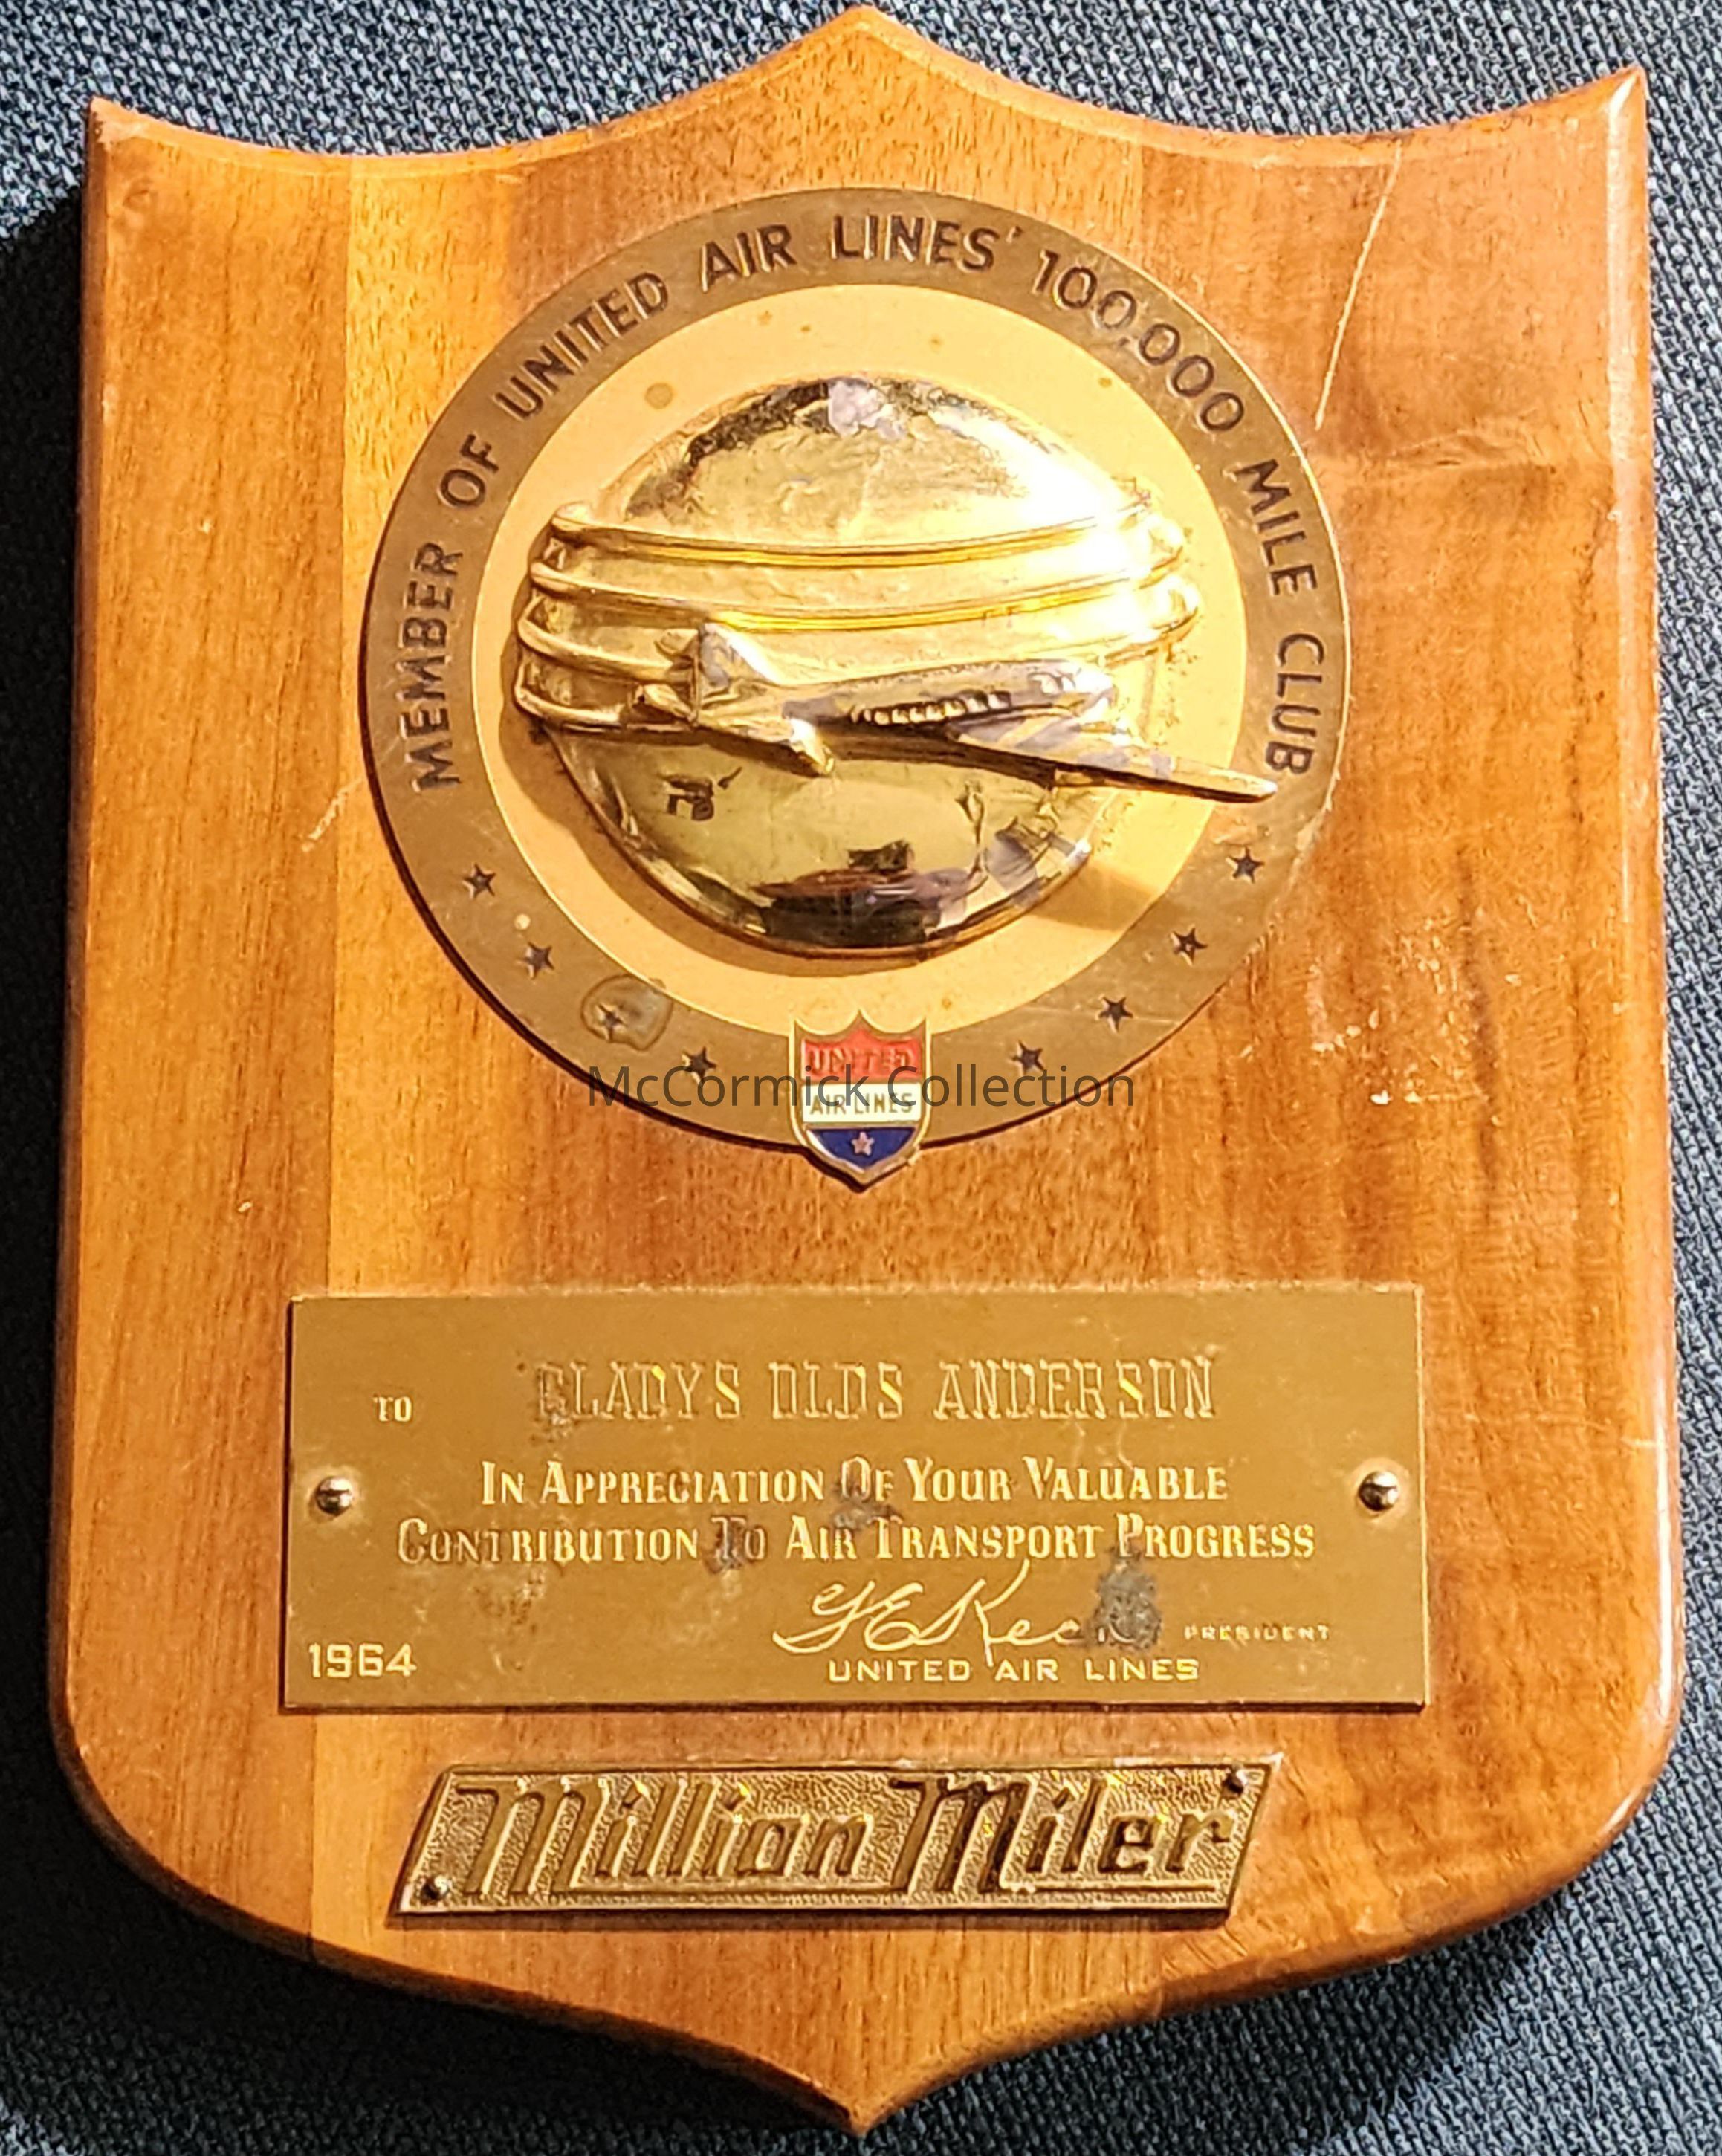 MEMBER OF UNITED AIR LINES' 100,000 MILE CLUB
UNITED
AIR LINES
McCormick Collection
TO GLADYS OLDS ANDERSON
IN APPRECIATION OF YOUR VALUABLE
CONTRIBUTION TO AIR TRANSPORT PROGRESS
PRESIDENT
1964 UNITED AIR LINES
Million Miler